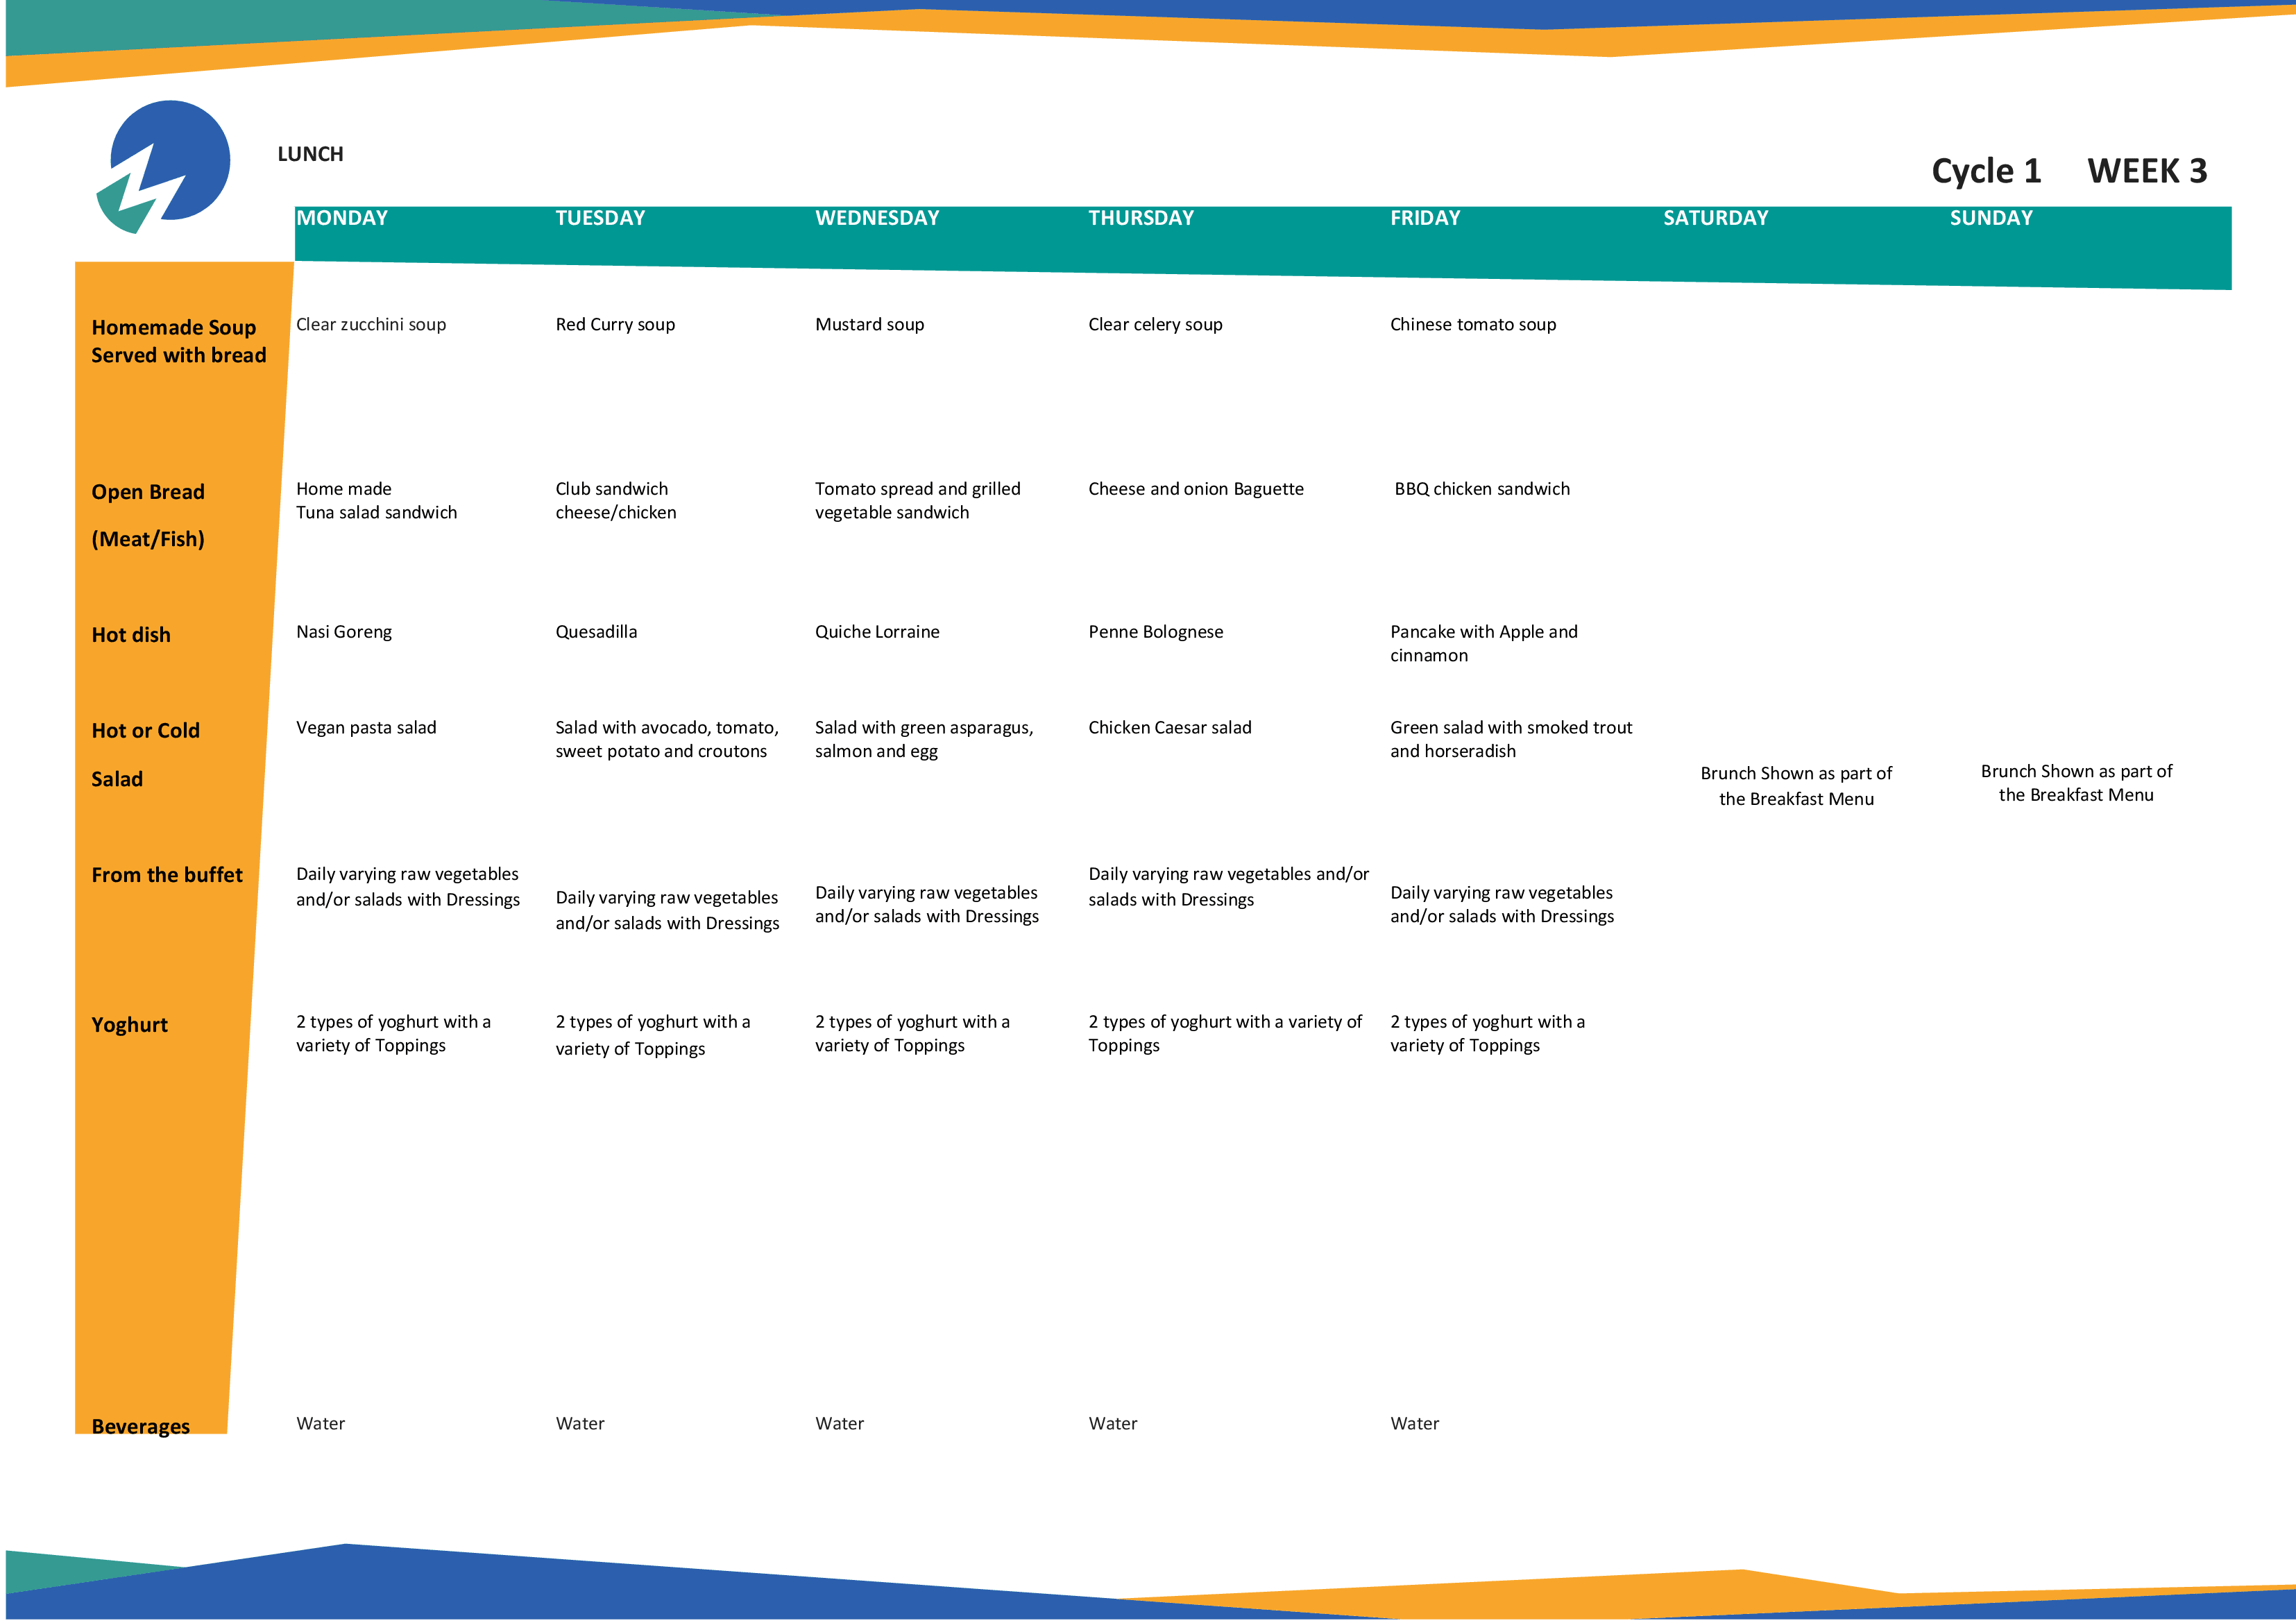 LUNCH
Cycle 1 WEEK 3
MONDAY TUESDAY WEDNESDAY THURSDAY FRIDAY SATURDAY SUNDAY
Homemade Soup
Served with bread
Clear zucchini soup
Red Curry soup
Mustard soup
Clear celery soup
Chinese tomato soup
Open Bread
(Meat/Fish)
Home made
Tuna salad sandwich
Club sandwich
cheese/chicken
Tomato spread and grilled
vegetable sandwich
Cheese and onion Baguette
BBQ chicken sandwich
Hot dish
Nasi Goreng
Quesadilla
Quiche Lorraine
Penne Bolognese
Pancake with Apple and
cinnamon
Hot or Cold
Salad
Vegan pasta salad
Salad with avocado, tomato,
sweet potato and croutons
Salad with green asparagus,
salmon and egg
Chicken Caesar salad
Green salad with smoked trout
and horseradish
Brunch Shown as part of
the Breakfast Menu
Brunch Shown as part of
the Breakfast Menu
From the buffet
Daily varying raw vegetables
and/or salads with Dressings
Daily varying raw vegetables
and/or salads with Dressings
Daily varying raw vegetables
and/or salads with Dressings
Daily varying raw vegetables and/or
salads with Dressings
Daily varying raw vegetables
and/or salads with Dressings
Yoghurt
2 types of yoghurt with a
variety of Toppings
2 types of yoghurt with a
variety of Toppings
2 types of yoghurt with a
variety of Toppings
2 types of yoghurt with a variety of
Toppings
2 types of yoghurt with a
variety of Toppings
Beverages
Water
Water
Water
Water
Water